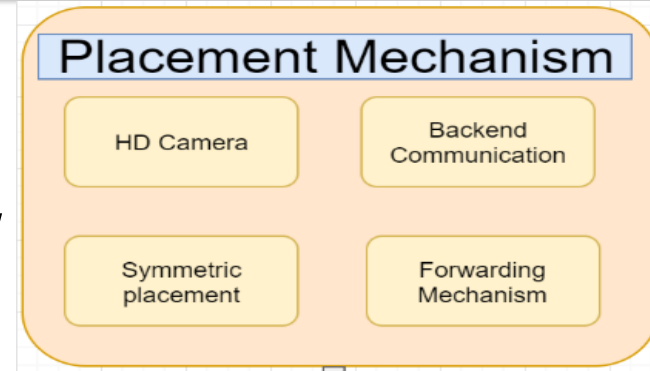 Placement Mechanism
HD Camera
Backend
Communication
Symmetric
placement
Forwarding
Mechanism